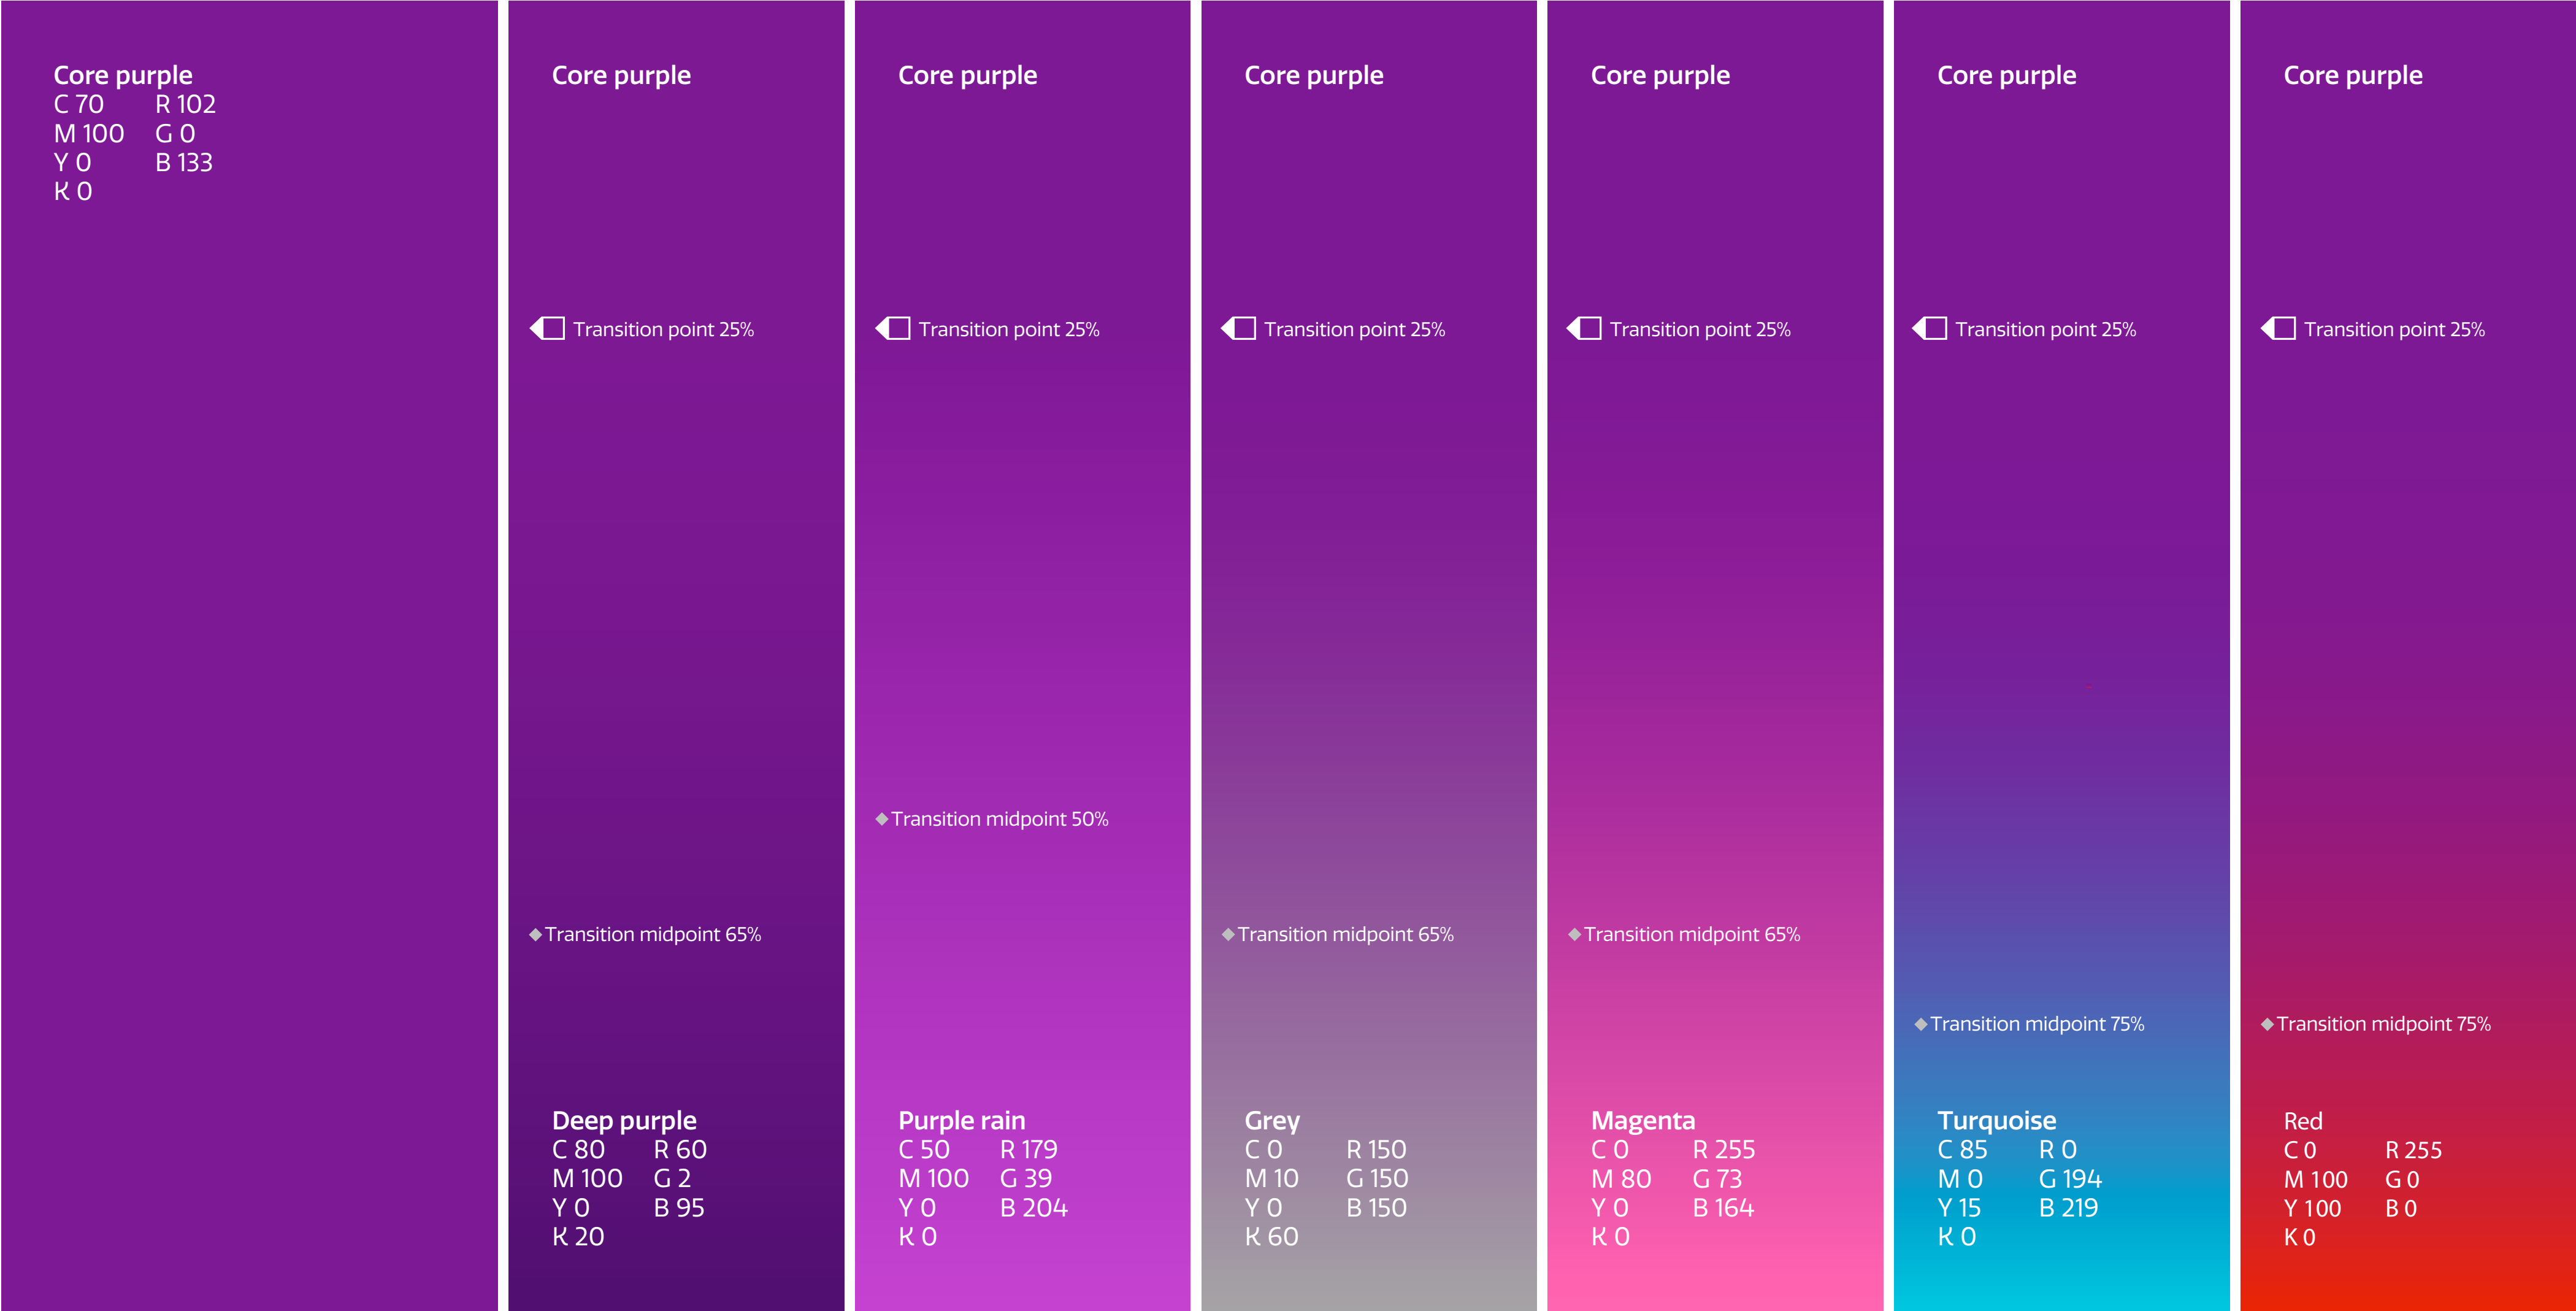 Core purple
C 70 R 102
M 100 G 0
Y 0 B 133
K 0
Core purple
Transition point 25%
Transition midpoint 65%
Deep purple
C 80 R 60
M 100 G 2
Y 0 B 95
K 20
Core purple
Transition point 25%
Transition midpoint 50%
Purple rain
C 50 R 179
M 100 G 39
Y 0 B 204
K 0
Core purple
Transition point 25%
Transition midpoint 65%
Grey
C 0 R 150
M 10 G 150
Y 0 B 150
K 60
Core purple
Transition point 25%
Transition midpoint 65%
Magenta
C 0 R 255
M 80 G 73
Y 0 B 164
K 0
Core purple
Transition point 25%
Transition midpoint 75%
Turquoise
C 85 R 0
M 0 G 194
Y 15 B 219
K 0
Core purple
Transition point 25%
Transition midpoint 75%
Red
C 0 R 255
M 100 G 0
Y 100 B 0
K 0